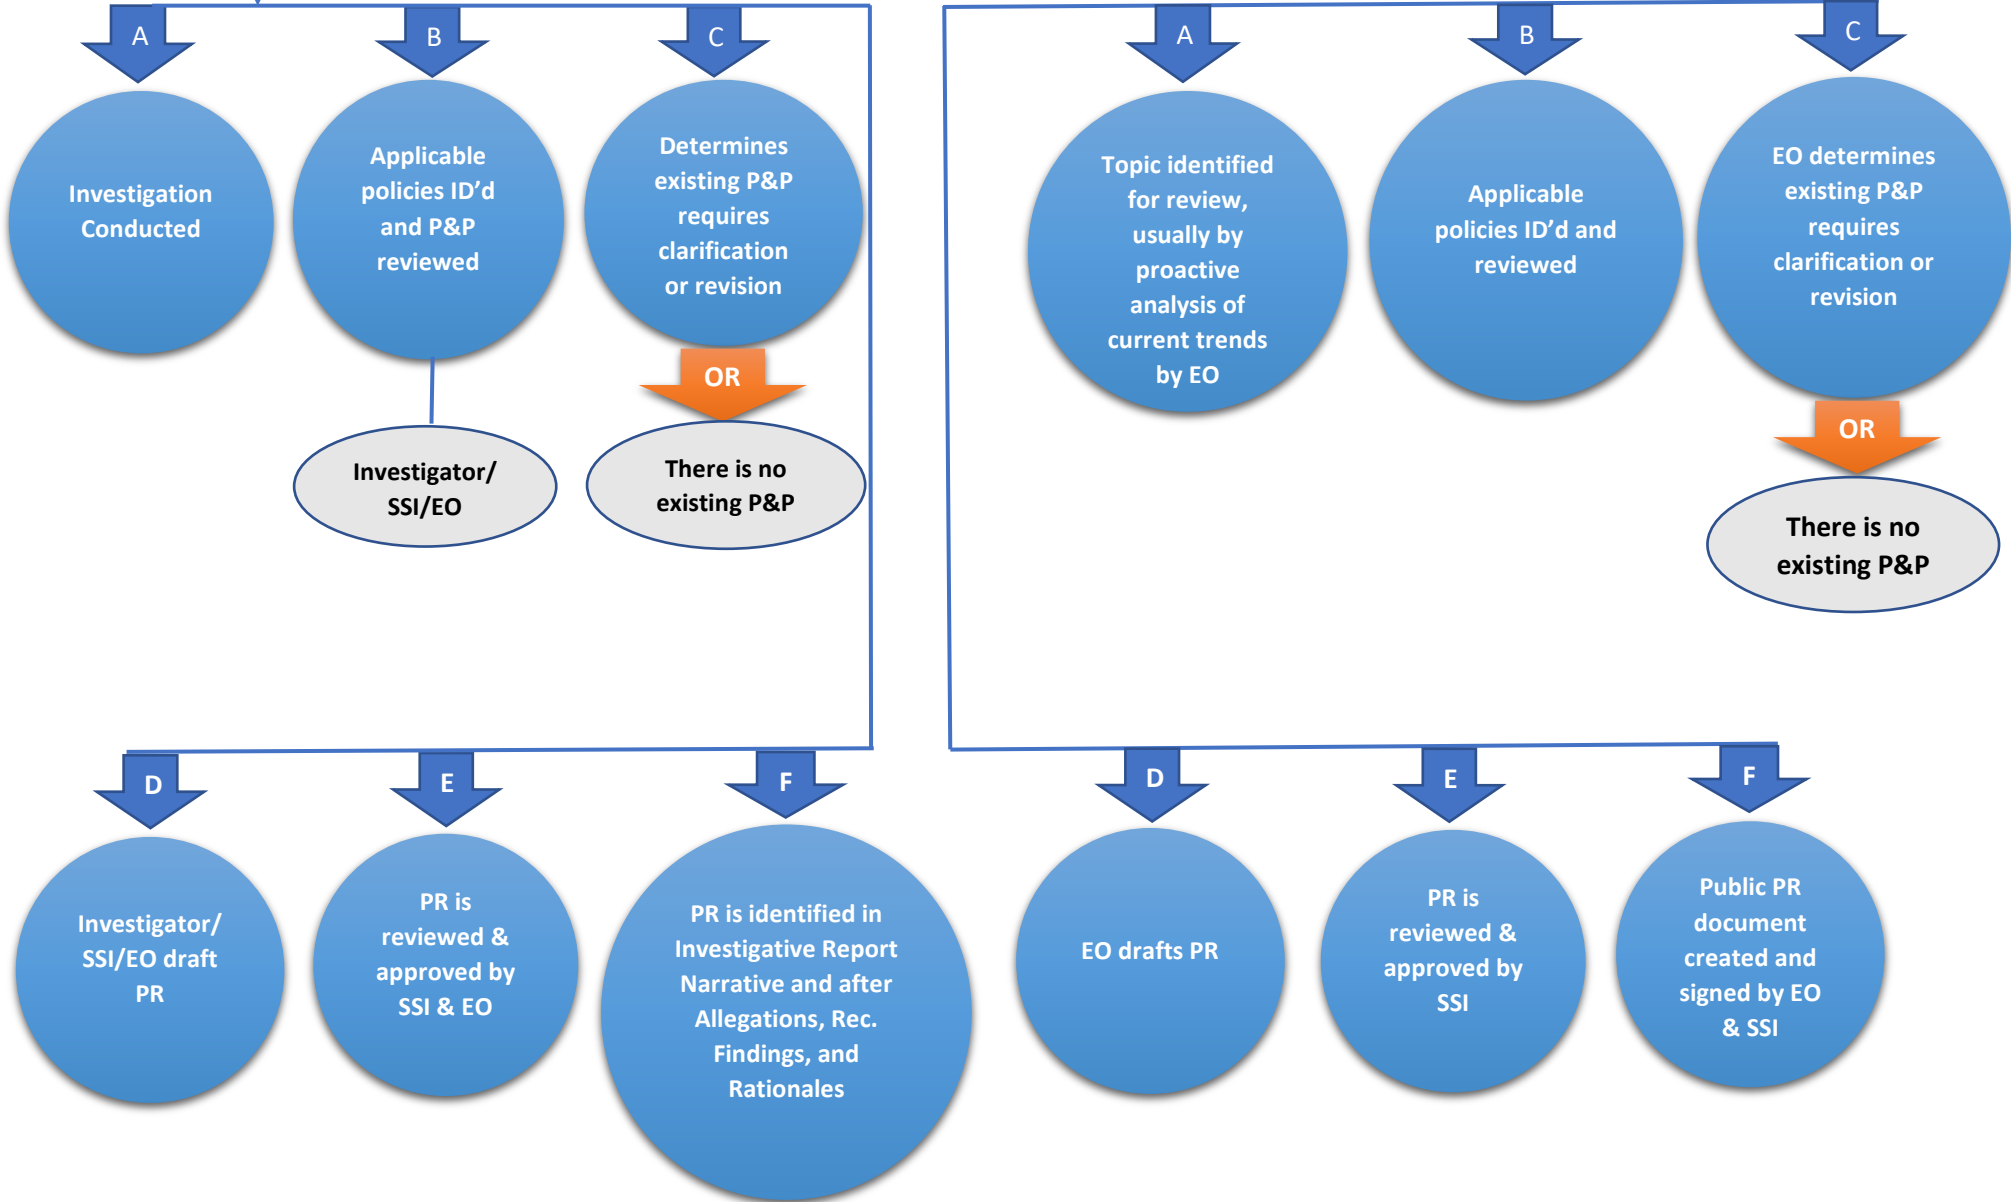 A
Investigation
Conducted
B
Applicable
policies ID’d
and P&P
reviewed
Investigator/
SSI/EO
C
Determines
existing P&P
requires
clarification
or revision
OR
There is no
existing P&P
D
Investigator/
SSI/EO draft
PR
E
PR is
reviewed &
approved by
SSI & EO
F
PR is identified in
Investigative Report
Narrative and after
Allegations, Rec.
Findings, and
Rationales
A
Topic identified
for review,
usually by
proactive
analysis of
current trends
by EO
B
Applicable
policies ID’d and
reviewed
C
EO determines
existing P&P
requires
clarification or
revision
OR
There is no
existing P&P
D
EO drafts PR
E
PR is
reviewed &
approved by
SSI
F
Public PR
document
created and
signed by EO
& SSI